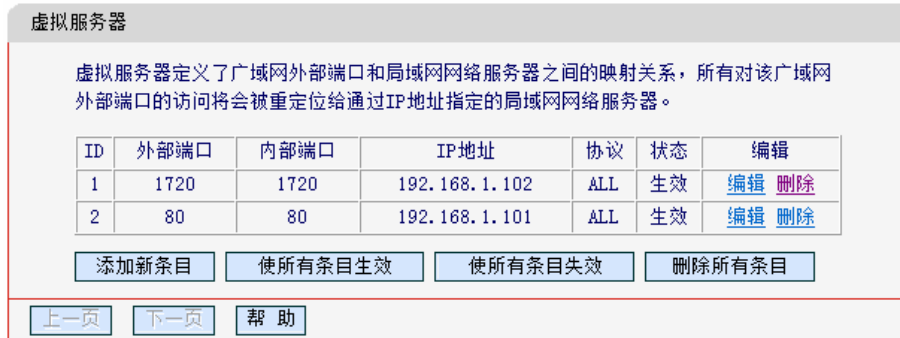 虚拟服务器
虚拟服务器定义了广域网外部端口和局域网网络服务器之间的映射关系，所有对该广域网
外部端口的访问将会被重定位给通过IP地址指定的局域网网络服务器。
ID 外部端口 内部端口 IP地址 协议 状态 编辑
1 1720 1720 192.168.1.102 ALL 生效 编辑 删除
2 80 80 192.168.1.101 ALL 生效 编辑 删除
添加新条目 使所有条目生效 使所有条目失效 删除所有条目
上一页 下一页 帮 助